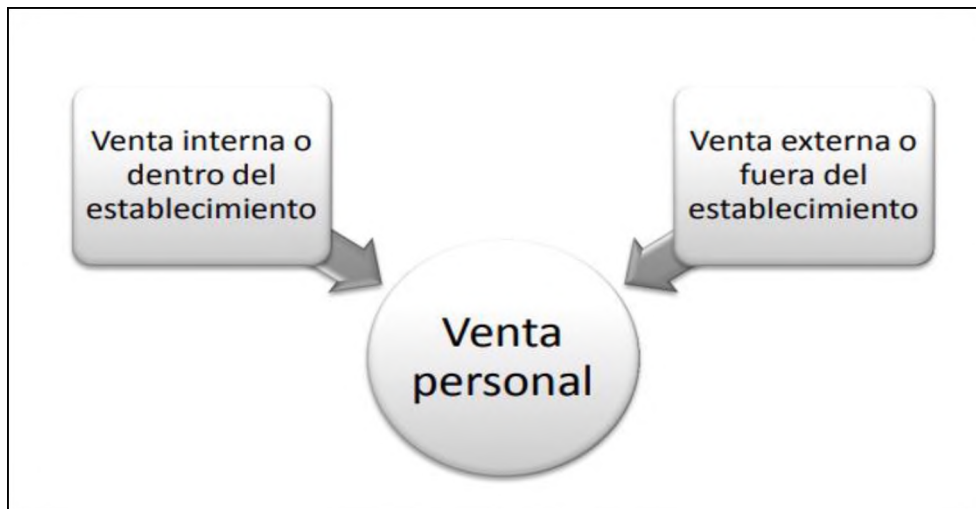 Venta interna o
dentro del
establecimiento
Venta externa o
fuera del
establecimiento
Venta
personal